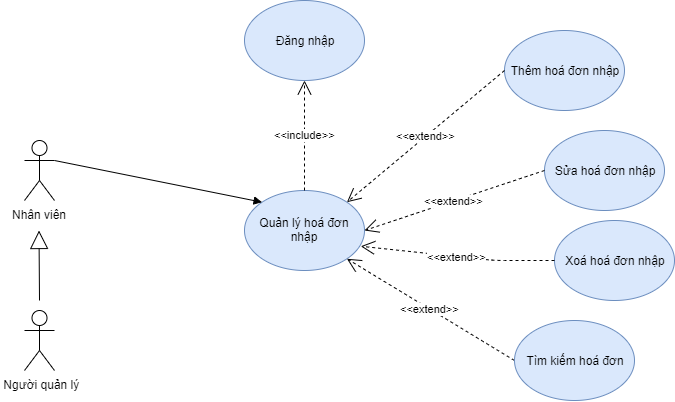 Đăng nhập
Thêm hoá đơn nhập
<<extend>>
<<include>>
Sửa hoá đơn nhập
<<extend>>
Nhân viên
Quản lý hoá đơn
nhập
Xoá hoá đơn nhập
<<extend>>
<<extend>>
Tìm kiếm hoá đơn
Người quản lý